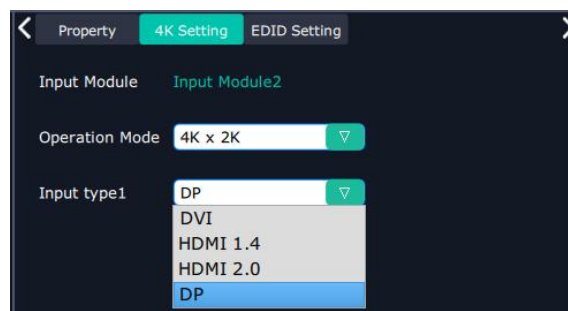 Property 4K Setting EDID Setting
Input Module Input Module2
Operation Mode 4K x 2K
Input type1 DP
DVI
HDMI 1.4
HDMI 2.0
DP